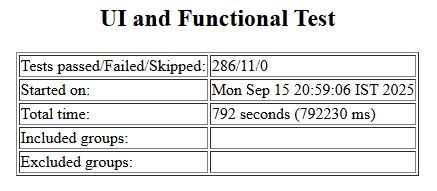 UI and Functional Test
Tests passed/Failed/Skipped: 286/11/0
Started on: Mon Sep 15 20:59:06 IST 2025
Total time: 792 seconds (792230 ms)
Included groups:
Excluded groups: